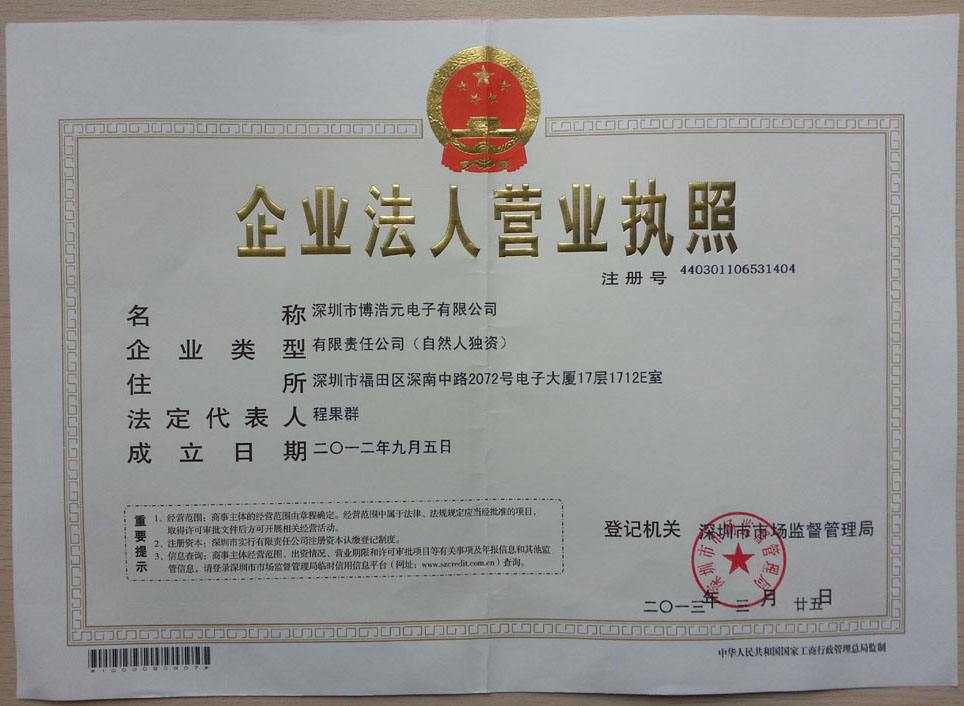 企业法人营业执照
注册号 440301106531404
名称 深圳市博浩元电子有限公司
企业类型 有限责任公司（自然人独资）
住所 深圳市福田区深南中路2072号电子大厦17层1712E室
法定代表人 程果群
成立日期 二〇一二年九月五日
重要提示
1、经营范围：商事主体的经营范围由章程确定。经营范围中属于法律、法规规定应当经批准的项目，
取得许可审批文件后方可开展相关经营活动。
2、注册资本：深圳市实行有限责任公司注册资本认缴登记制度。
3、信息查询：商事主体经营范围、出资情况、营业期限和许可审批项目等有关事项及年报信息和其他监
管信息，请登录深圳市市场监督管理局临时信用信息平台（网址：www.szcredit.com.cn）查询。
登记机关 深圳市市场监督管理局
深圳市市场监督管理局
二〇一三年 三 月 廿五日
*1000080907*
中华人民共和国国家工商行政管理总局监制